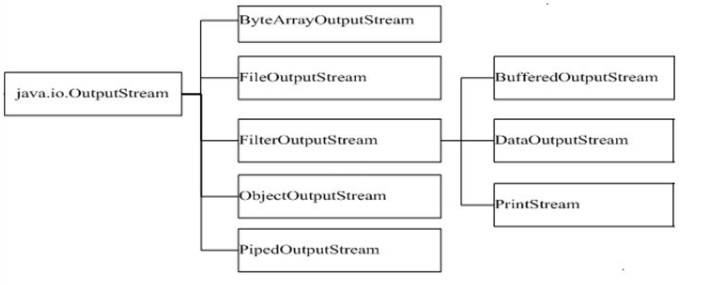 ByteArrayOutputStream
FileOutputStream
BufferedOutputStream
java.io.OutputStream
FilterOutputStream
DataOutputStream
ObjectOutputStream
PrintStream
PipedOutputStream